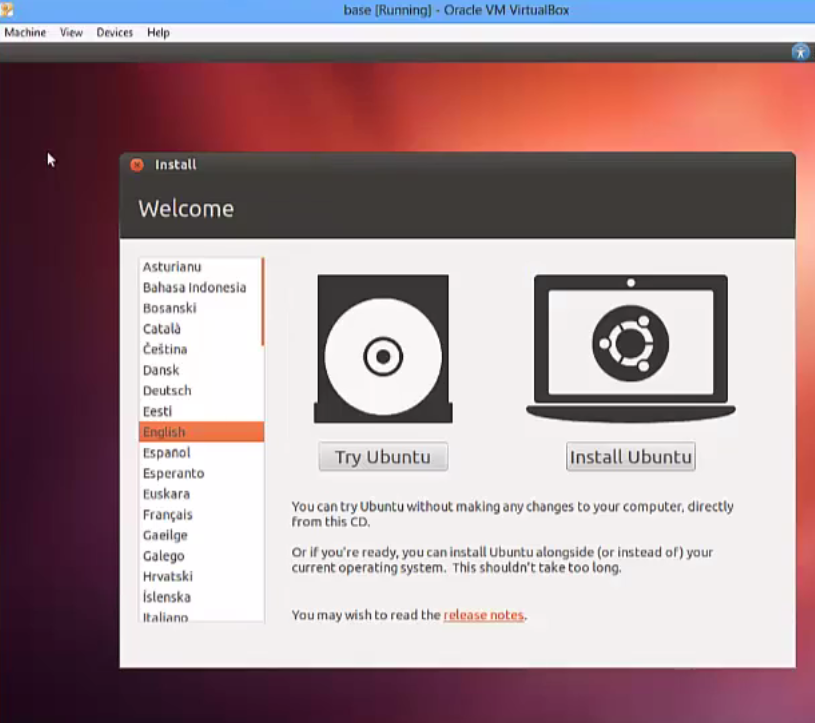 base [Running] - Oracle VM VirtualBox
Machine View Devices Help
Install
Welcome
Asturianu
Bahasa Indonesia
Bosanski
Català
Čeština
Dansk
Deutsch
Eesti
English
Español
Esperanto
Euskara
Français
Gaeilge
Galego
Hrvatski
Íslenska
Italiano
Try Ubuntu
Install Ubuntu
You can try Ubuntu without making any changes to your computer, directly
from this CD.
Or if you're ready, you can install Ubuntu alongside (or instead of) your
current operating system. This shouldn't take too long.
You may wish to read the release notes.